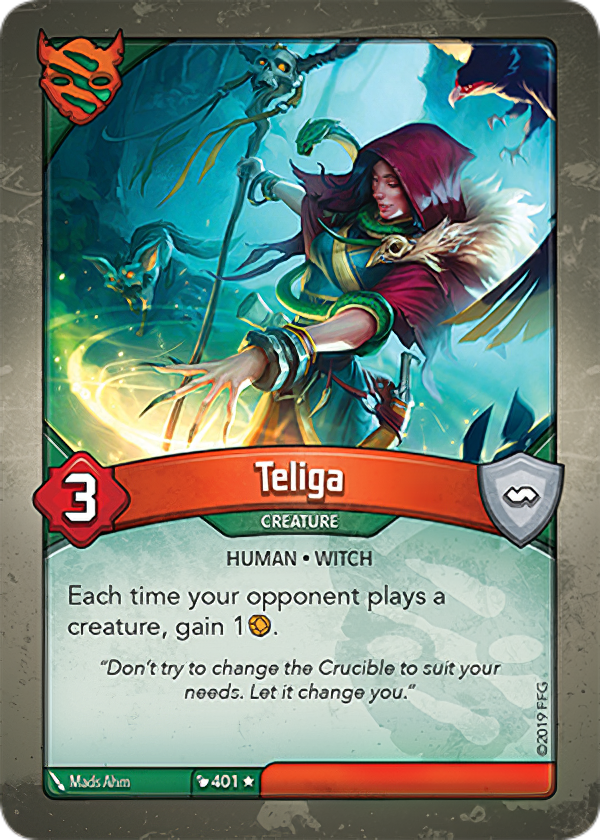 Teliga
3
CREATURE
HUMAN • WITCH
Each time your opponent plays a
creature, gain 1.
“Don’t try to change the Crucible to suit your
needs. Let it change you.”
©2019 FFG
Mads Ahm
401